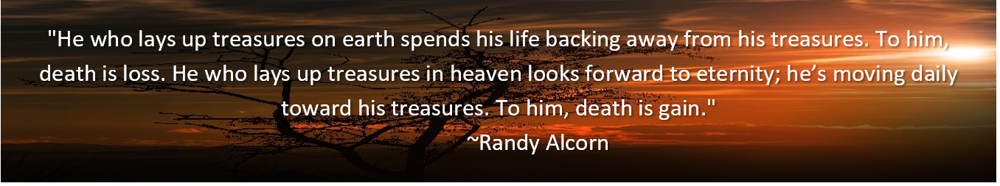 "He who lays up treasures on earth spends his life backing away from his treasures. To him,
death is loss. He who lays up treasures in heaven looks forward to eternity; he’s moving daily
toward his treasures. To him, death is gain."
~Randy Alcorn